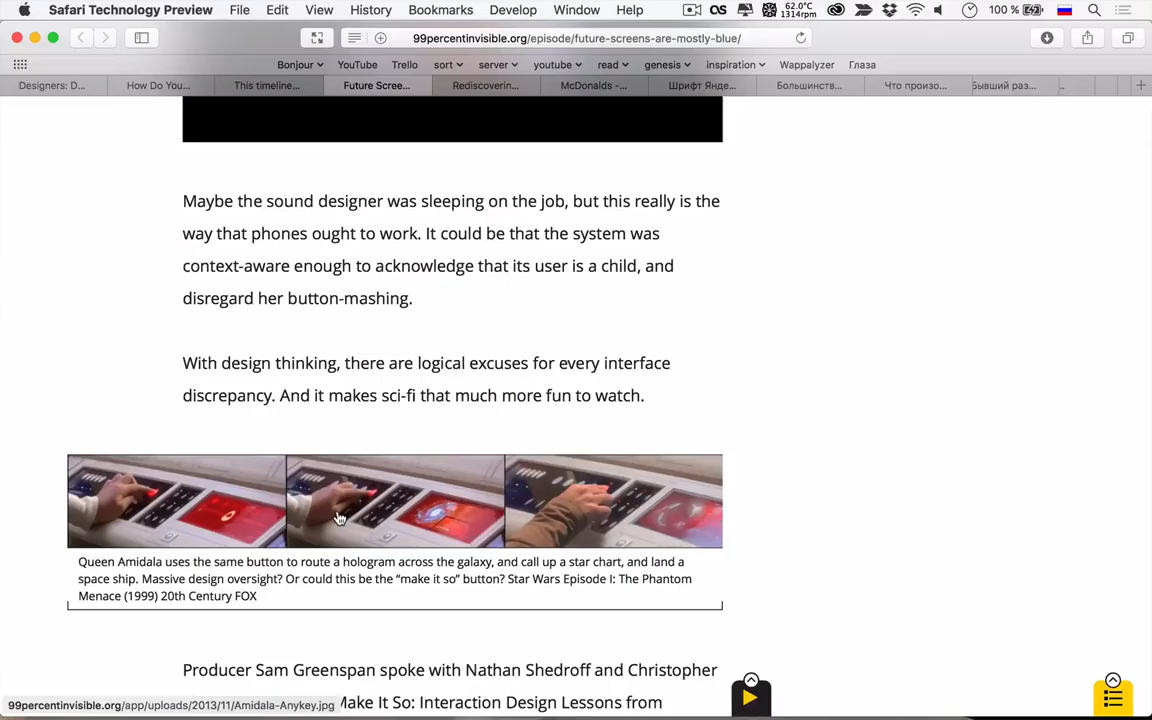 Safari Technology Preview File Edit View History Bookmarks Develop Window Help 62.0°C 1314rpm 100 %
99percentinvisible.org/episode/future-screens-are-mostly-blue/
Bonjour YouTube Trello sort server youtube read genesis inspiration Wappalyzer Глаза
Designers: D... How Do You... This timeline... Future Scree... Rediscoverin... McDonalds -... Шрифт Янде... Большинств... Что произо... Бывший раз...
Maybe the sound designer was sleeping on the job, but this really is the
way that phones ought to work. It could be that the system was
context-aware enough to acknowledge that its user is a child, and
disregard her button-mashing.
With design thinking, there are logical excuses for every interface
discrepancy. And it makes sci-fi that much more fun to watch.
Queen Amidala uses the same button to route a hologram across the galaxy, and call up a star chart, and land a
space ship. Massive design oversight? Or could this be the “make it so” button? Star Wars Episode I: The Phantom
Menace (1999) 20th Century FOX
Producer Sam Greenspan spoke with Nathan Shedroff and Christopher
Make It So: Interaction Design Lessons from
99percentinvisible.org/app/uploads/2013/11/Amidala-Anykey.jpg